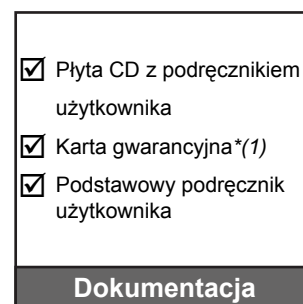 Płyta CD z podręcznikiem
użytkownika
Karta gwarancyjna*(1)
Podstawowy podręcznik
użytkownika
Dokumentacja